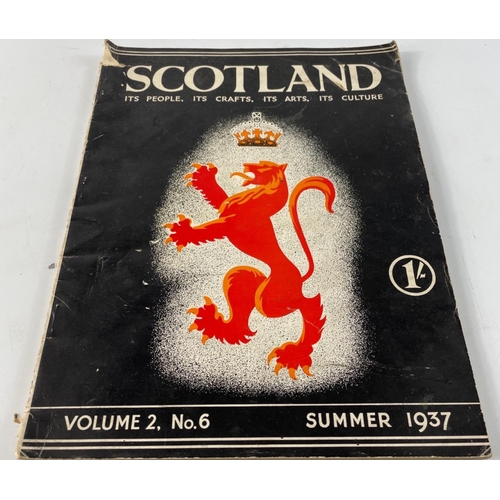 SCOTLAND
ITS PEOPLE, ITS CRAFTS, ITS ARTS, ITS CULTURE
1/-
VOLUME 2, No. 6 SUMMER 1937